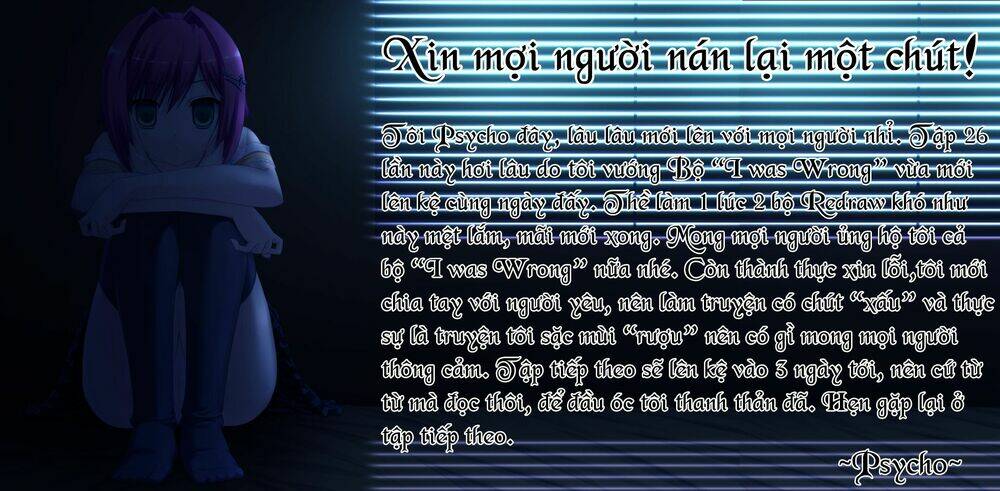 Xin mọi người nán lại một chút!
Tôi Psycho đây, lâu lâu mới lên với mọi người nhỉ. Tập 26
lần này hơi lâu do tôi vướng Bộ “I was Wrong” vừa mới
lên kệ cùng ngày đấy. Thề làm 1 lúc 2 bộ Redraw khó như
này mệt lắm, mãi mới xong. Mong mọi người ủng hộ tôi cả
bộ “I was Wrong” nữa nhé. Còn thành thực xin lỗi,tôi mới
chia tay với người yêu, nên làm truyện có chút “xấu” và thực
sự là truyện tôi sặc mùi “rượu” nên có gì mong mọi người
thông cảm. Tập tiếp theo sẽ lên kệ vào 3 ngày tới, nên cứ từ
từ mà đọc thôi, để đầu óc tôi thanh thản đã. Hẹn gặp lại ở
tập tiếp theo.
~Psycho~